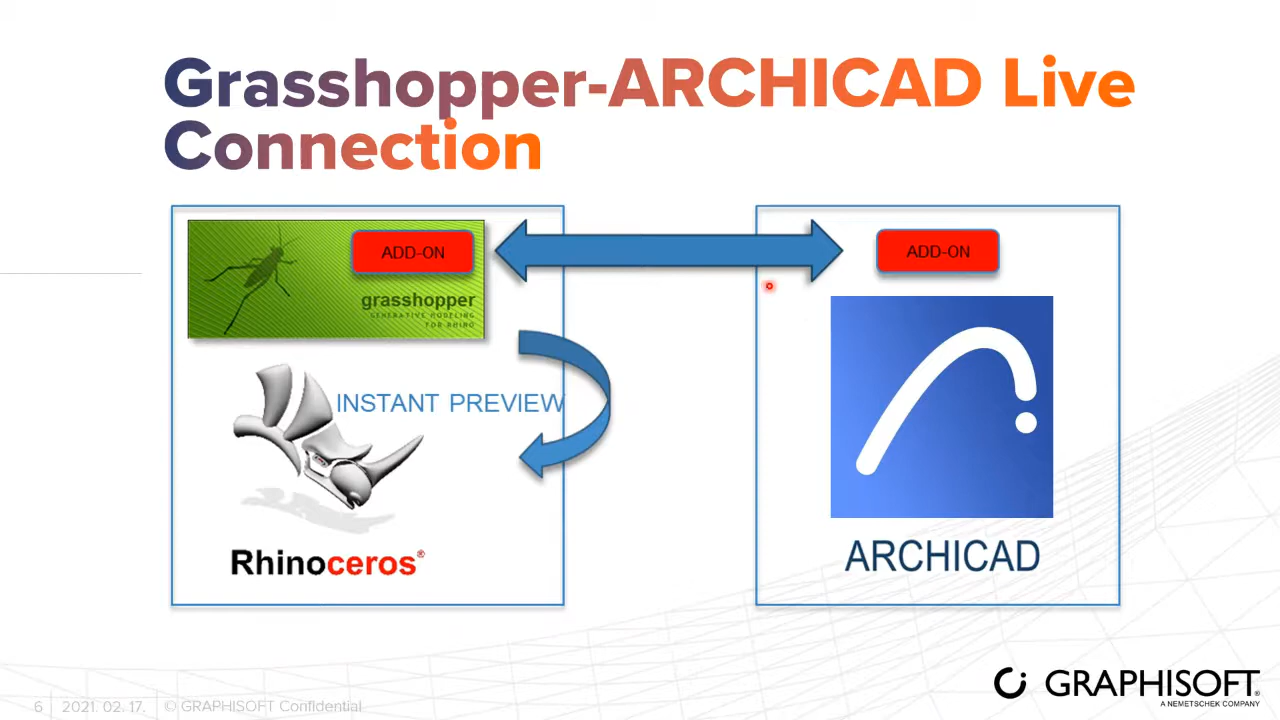 Grasshopper-ARCHICAD Live
Connection
ADD-ON
grasshopper
GENERATIVE MODELING
FOR RHINO
INSTANT PREVIEW
Rhinoceros®
ADD-ON
ARCHICAD
6
2021. 02. 17.
© GRAPHISOFT Confidential
GRAPHISOFT®
A NEMETSCHEK COMPANY